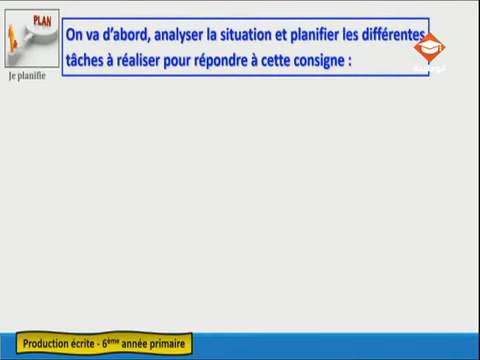 PLAN
On va d'abord, analyser la situation et planifier les différentes
tâches à réaliser pour répondre à cette consigne :
Je planifie
Production écrite - 6ème année primaire